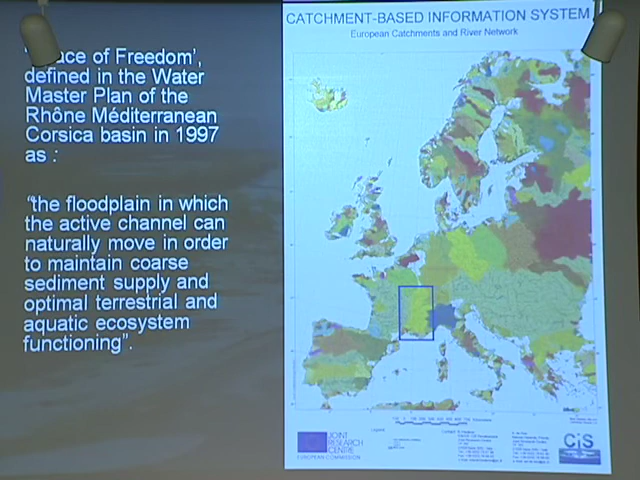 ace of Freedom',
defined in the Water
Master Plan of the
Rhône Méditerranean
Corsica basin in 1997
as :
"the floodplain in which
the active channel can
naturally move in order
to maintain coarse
sediment supply and
optimal terrestrial and
aquatic ecosystem
functioning".
CATCHMENT-BASED INFORMATION SYSTEM
European Catchments and River Network
JOINT
RESEARCH
CENTRE
EUROPEAN COMMISSION
CIS